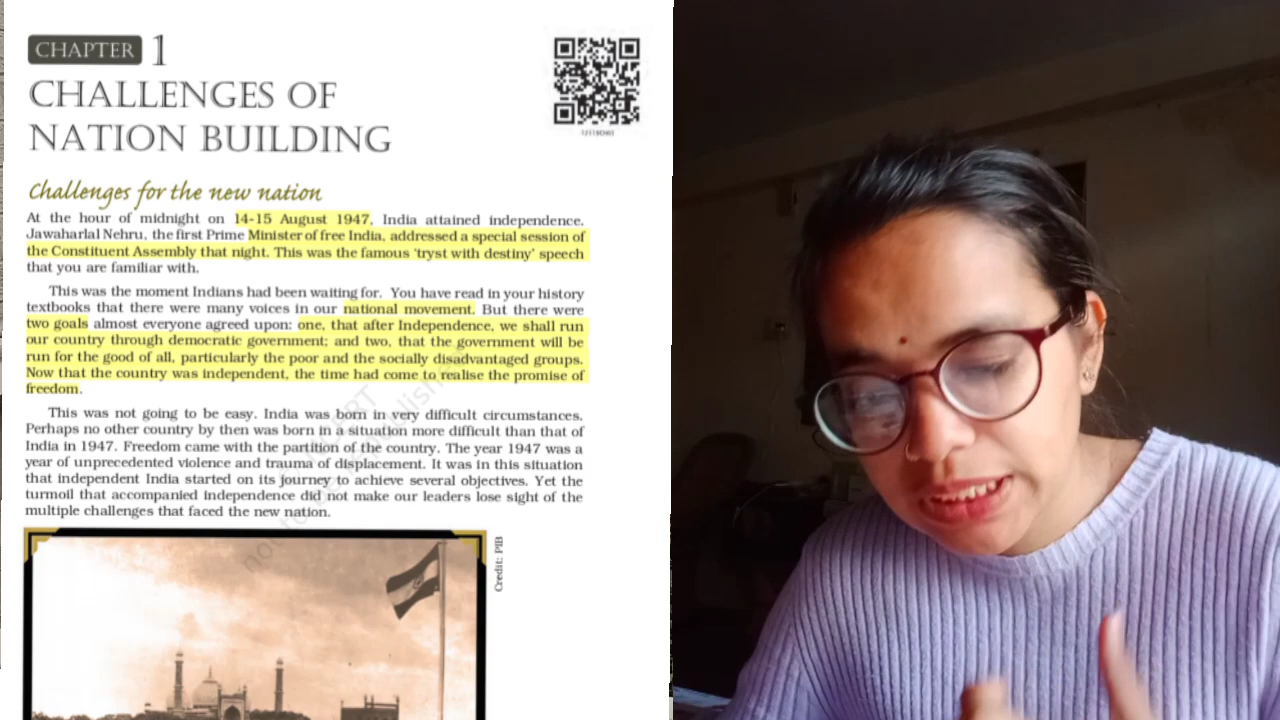 CHAPTER 1
CHALLENGES OF
NATION BUILDING
Challenges for the new nation
At the hour of midnight on 14-15 August 1947, India attained independence.
Jawaharlal Nehru, the first Prime Minister of free India, addressed a special session of
the Constituent Assembly that night. This was the famous ‘tryst with destiny’ speech
that you are familiar with.
This was the moment Indians had been waiting for. You have read in your history
textbooks that there were many voices in our national movement. But there were
two goals almost everyone agreed upon: one, that after Independence, we shall run
our country through democratic government; and two, that the government will be
run for the good of all, particularly the poor and the socially disadvantaged groups.
Now that the country was independent, the time had come to realise the promise of
freedom.
This was not going to be easy. India was born in very difficult circumstances.
Perhaps no other country by then was born in a situation more difficult than that of
India in 1947. Freedom came with the partition of the country. The year 1947 was a
year of unprecedented violence and trauma of displacement. It was in this situation
that independent India started on its journey to achieve several objectives. Yet the
turmoil that accompanied independence did not make our leaders lose sight of the
multiple challenges that faced the new nation.
Credit: PIB